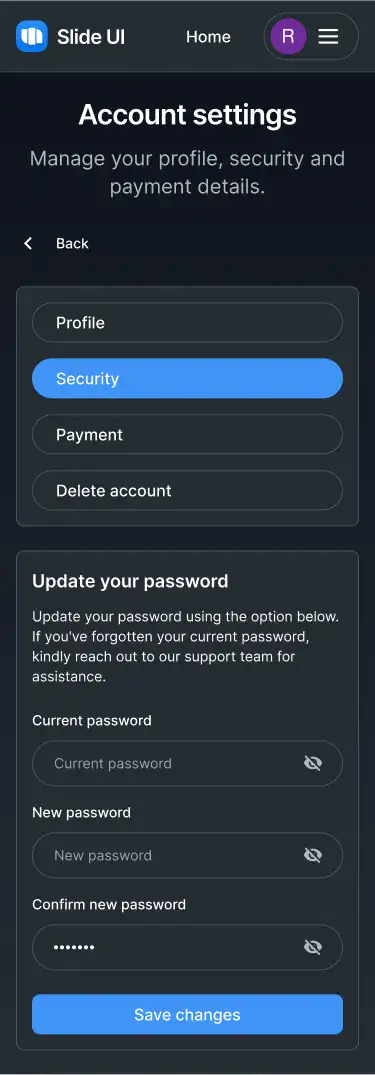 Slide UI
Home
R
Account settings
Manage your profile, security and
payment details.
Back
Profile
Security
Payment
Delete account
Update your password
Update your password using the option below.
If you've forgotten your current password,
kindly reach out to our support team for
assistance.
Current password
Current password
New password
New password
Confirm new password
•••••••
Save changes